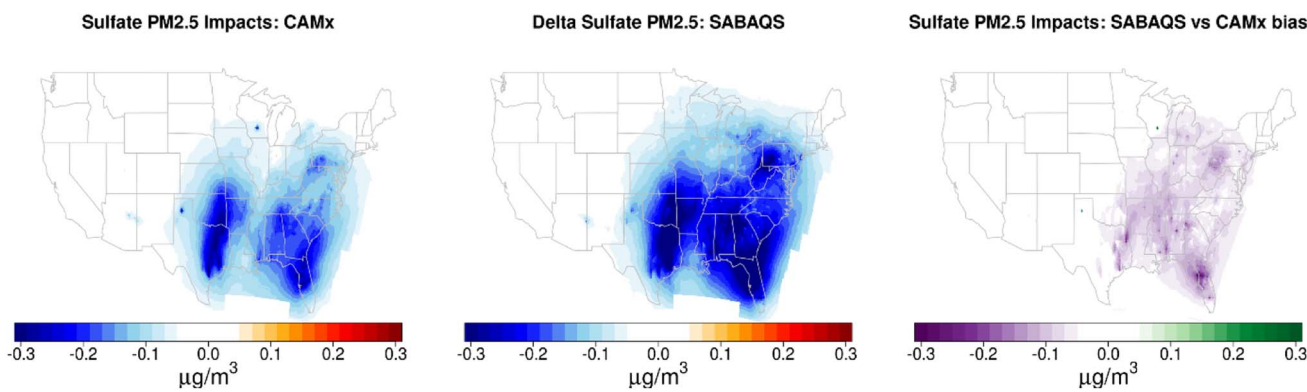 Sulfate PM2.5 Impacts: CAMx
Delta Sulfate PM2.5: SABAQS
Sulfate PM2.5 Impacts: SABAQS vs CAMx bias
-0.3 -0.2 -0.1 0.0 0.1 0.2 0.3
-0.3 -0.2 -0.1 0.0 0.1 0.2 0.3
-0.3 -0.2 -0.1 0.0 0.1 0.2 0.3
μg/m³
μg/m³
μg/m³